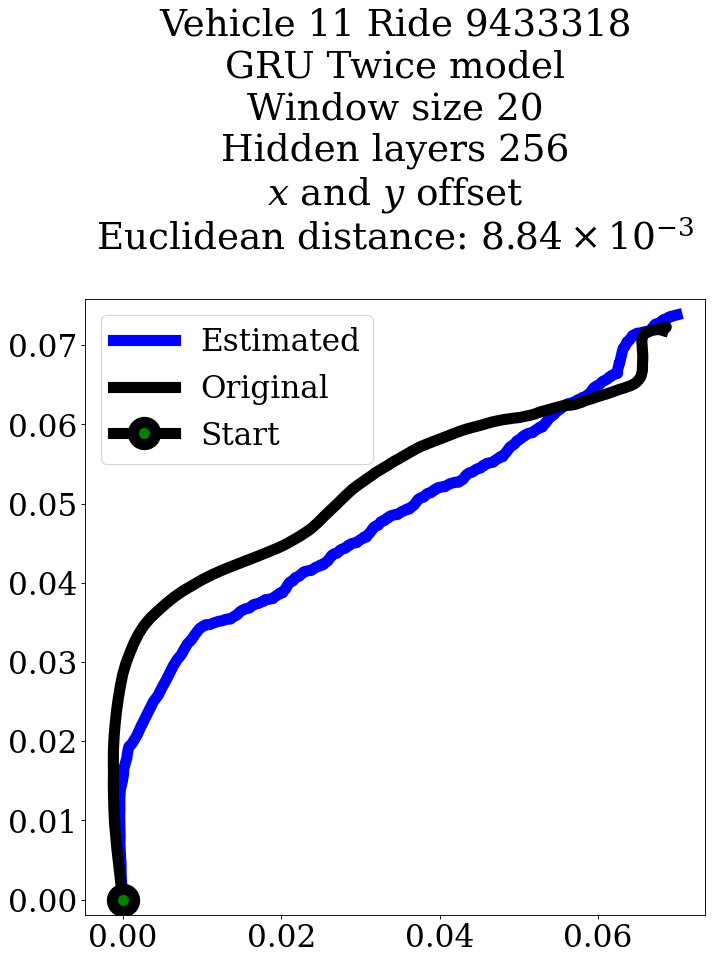 Vehicle 11 Ride 9433318
GRU Twice model
Window size 20
Hidden layers 256
x and y offset
Euclidean distance: 8.84 × 10⁻³
Estimated
Original
Start
0.07
0.06
0.05
0.04
0.03
0.02
0.01
0.00
0.00 0.02 0.04 0.06